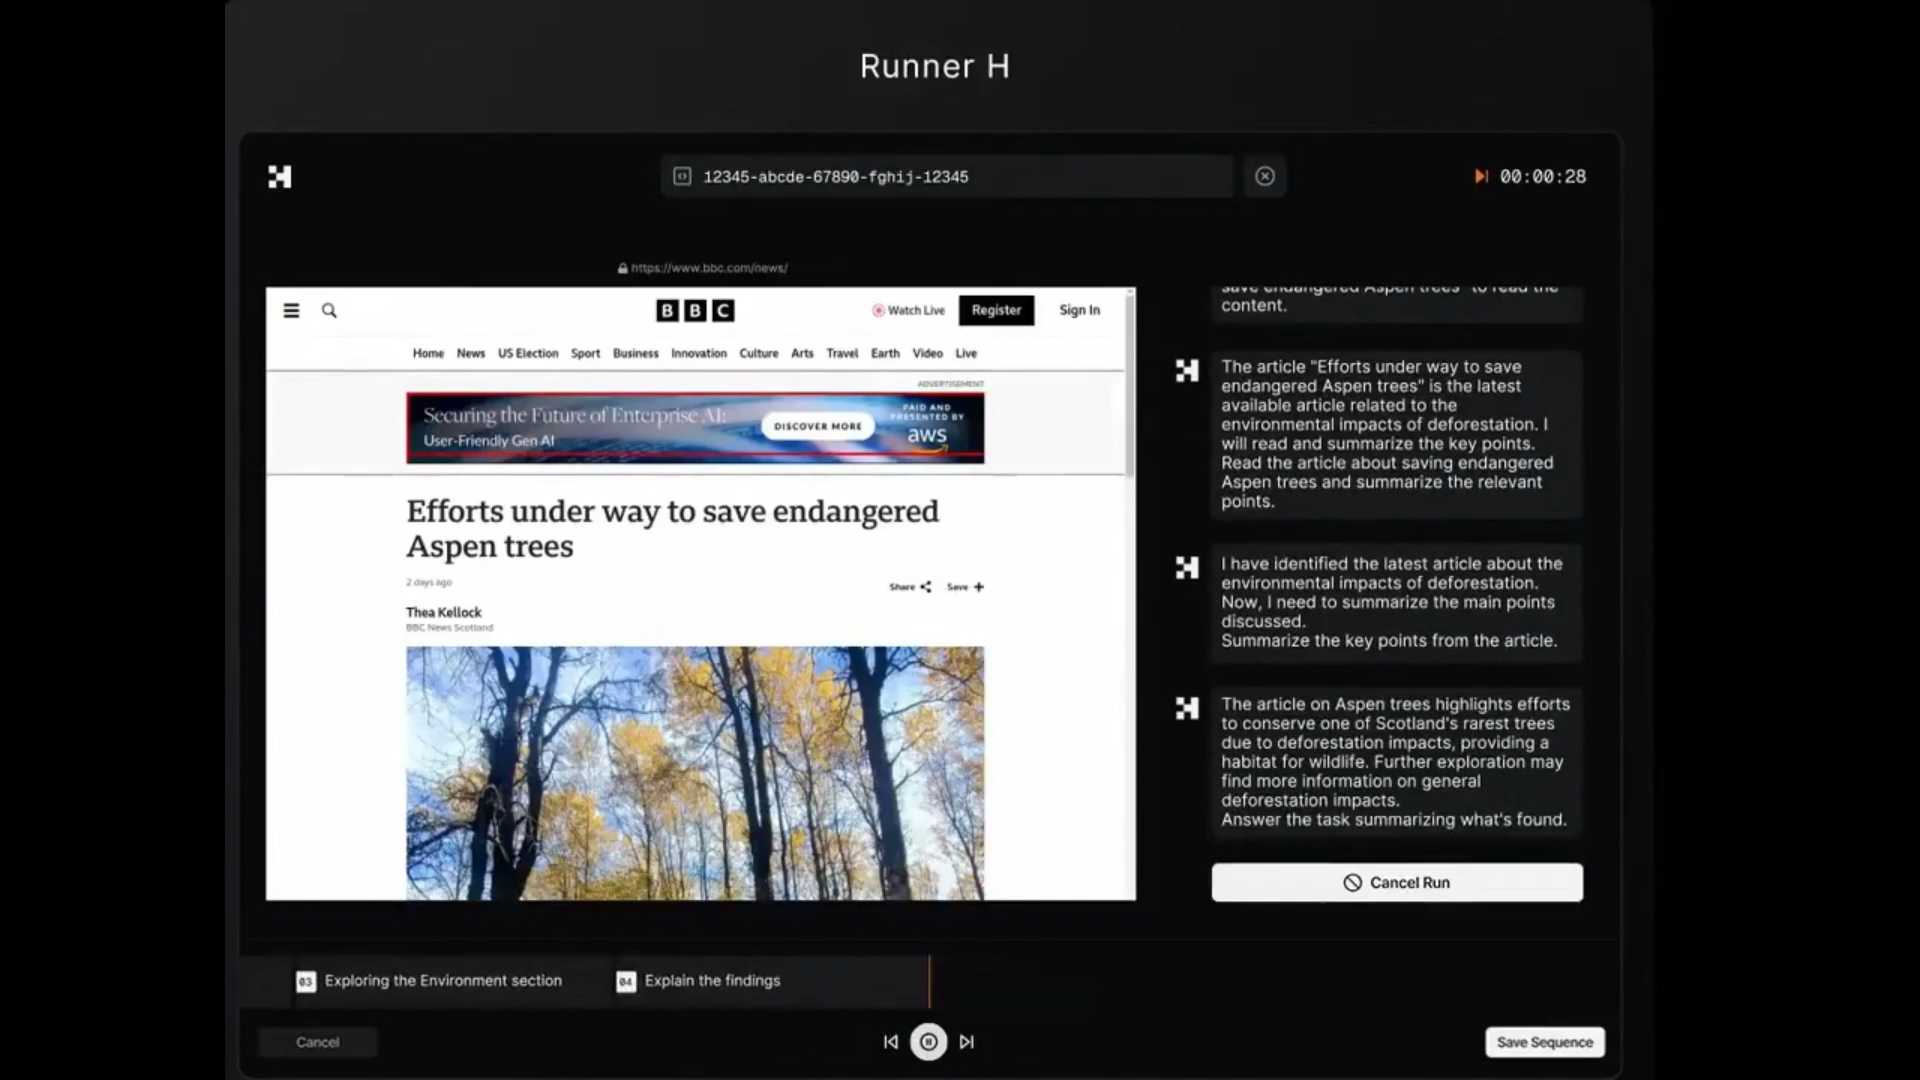 Runner H
12345-abcde-67890-fghij-12345
00:00:28
https://www.bbc.com/news/
BBC
Watch Live
Register
Sign In
Home News US Election Sport Business Innovation Culture Arts Travel Earth Video Live
ADVERTISEMENT
Securing the Future of Enterprise AI:
User-Friendly Gen AI
DISCOVER MORE
PAID AND
PRESENTED BY
aws
Efforts under way to save endangered
Aspen trees
2 days ago
Share
Save
Thea Kellock
BBC News Scotland
save endangered Aspen trees" to read the
content.
The article "Efforts under way to save
endangered Aspen trees" is the latest
available article related to the
environmental impacts of deforestation. I
will read and summarize the key points.
Read the article about saving endangered
Aspen trees and summarize the relevant
points.
I have identified the latest article about the
environmental impacts of deforestation.
Now, I need to summarize the main points
discussed.
Summarize the key points from the article.
The article on Aspen trees highlights efforts
to conserve one of Scotland's rarest trees
due to deforestation impacts, providing a
habitat for wildlife. Further exploration may
find more information on general
deforestation impacts.
Answer the task summarizing what's found.
Cancel Run
03 Exploring the Environment section
04 Explain the findings
Cancel
Save Sequence